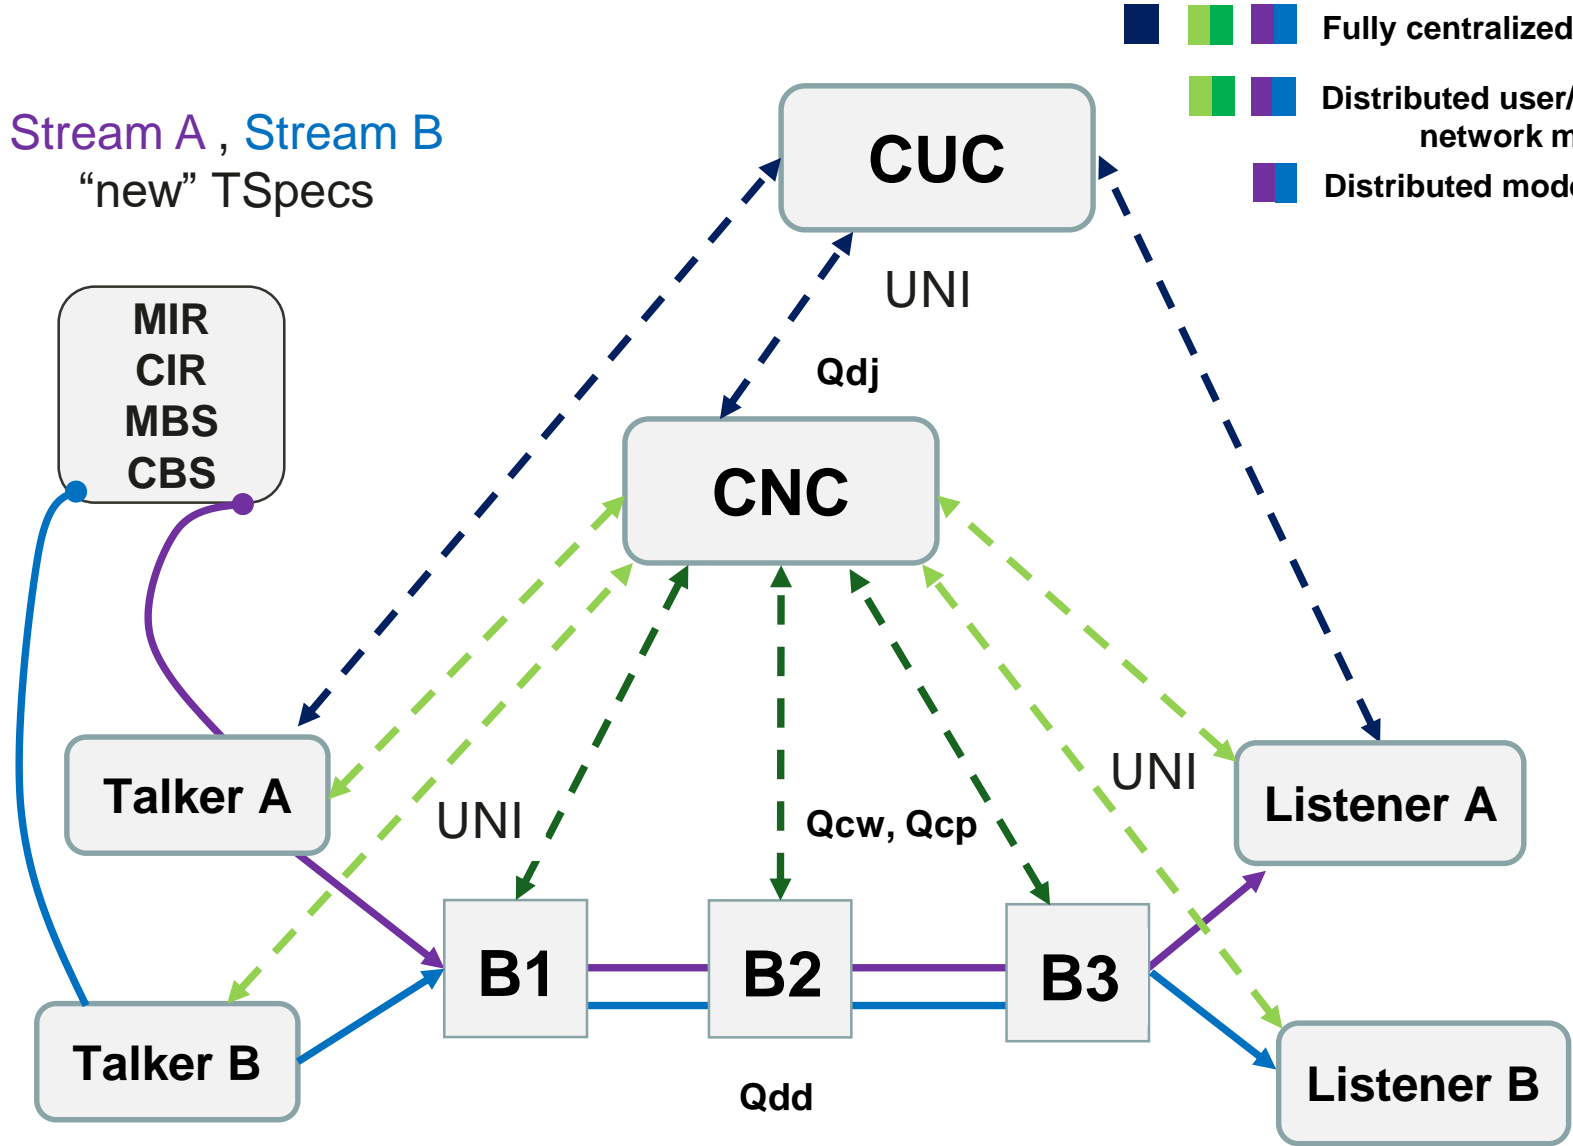 Fully centralized
Distributed user/
network m
Distributed mod
Stream A , Stream B
“new” TSpecs
CUC
UNI
MIR
CIR
MBS
CBS
Qdj
CNC
Talker A
UNI
Qcw, Qcp
UNI
Listener A
B1
B2
B3
Talker B
Qdd
Listener B